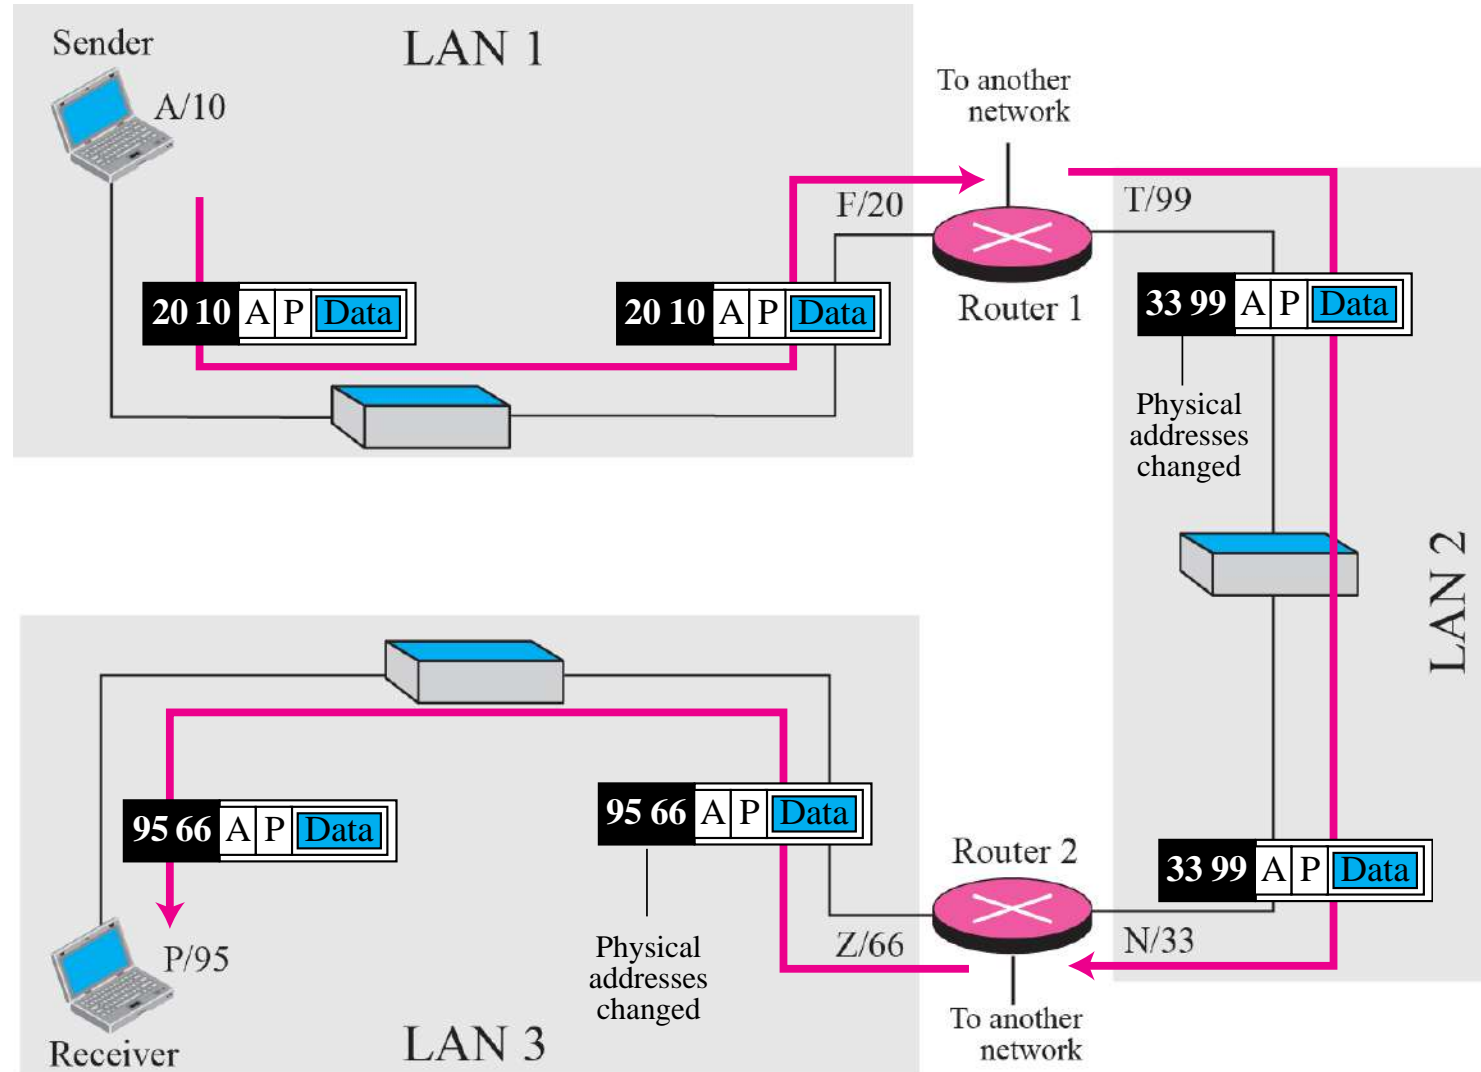 Sender
LAN 1
A/10
To another
network
F/20
T/99
Router 1
20 10 A P Data
20 10 A P Data
33 99 A P Data
Physical
addresses
changed
LAN 2
95 66 A P Data
95 66 A P Data
Router 2
33 99 A P Data
P/95
Physical
addresses
changed
Z/66
N/33
To another
network
Receiver
LAN 3